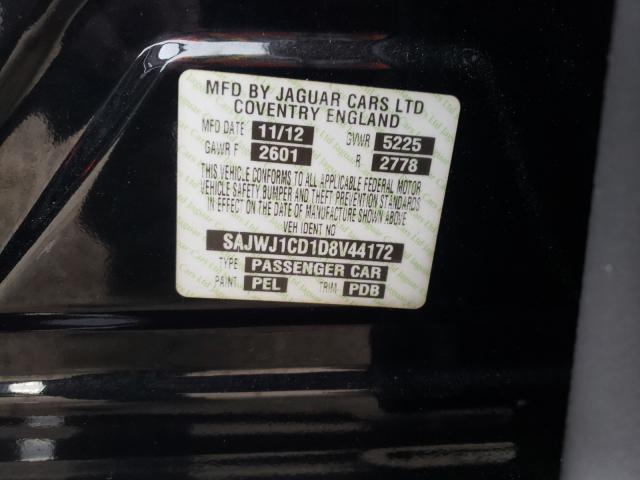 MFD BY JAGUAR CARS LTD
COVENTRY ENGLAND
MFD DATE 11/12 GVWR 5225
GAWR F 2601 R 2778
THIS VEHICLE CONFORMS TO ALL APPLICABLE FEDERAL MOTOR
VEHICLE SAFETY BUMPER AND THEFT PREVENTION STANDARDS
IN EFFECT ON THE DATE OF MANUFACTURE SHOWN ABOVE
VEH IDENT NO
SAJWJ1CD1D8V44172
TYPE PASSENGER CAR
PAINT PEL TRIM PDB